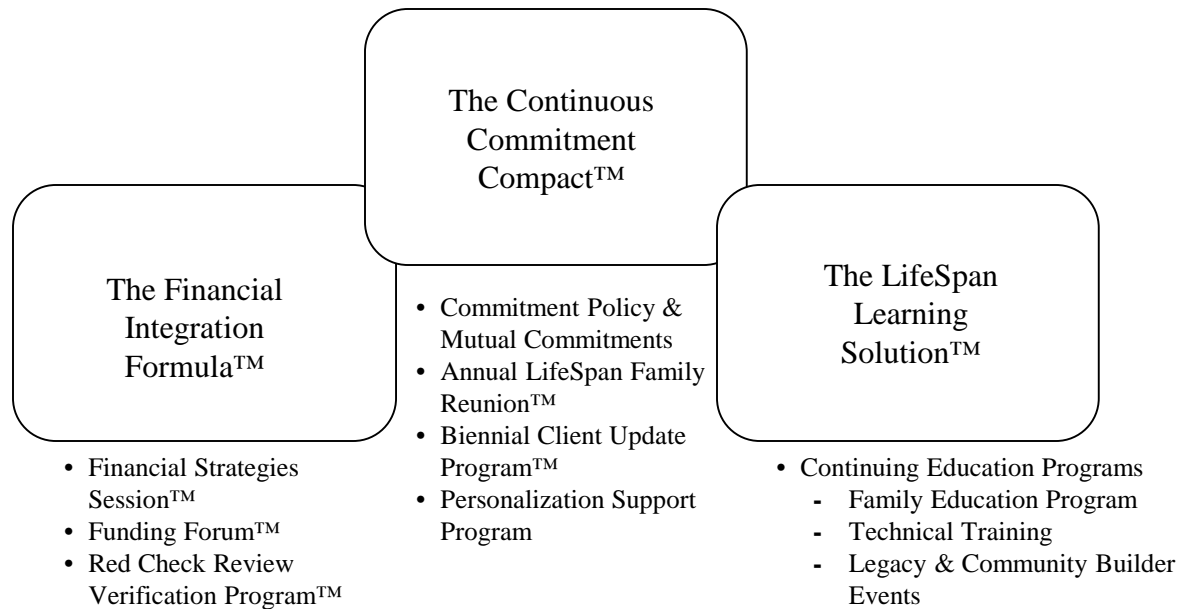 The Continuous
Commitment
Compact™
The Financial
Integration
Formula™
The LifeSpan
Learning
Solution™
• Financial Strategies
Session™
• Funding Forum™
• Red Check Review
Verification Program™
• Commitment Policy &
Mutual Commitments
• Annual LifeSpan Family
Reunion™
• Biennial Client Update
Program™
• Personalization Support
Program
• Continuing Education Programs
- Family Education Program
- Technical Training
- Legacy & Community Builder
Events